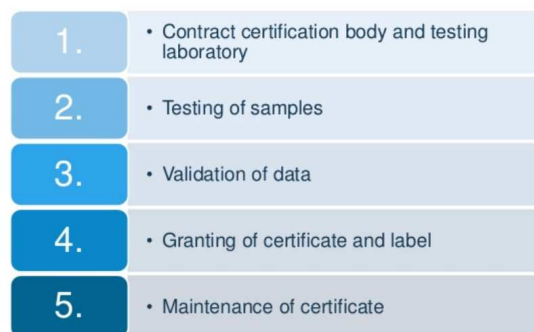 1.
• Contract certification body and testing
laboratory
2.
• Testing of samples
3.
• Validation of data
4.
• Granting of certificate and label
5.
• Maintenance of certificate